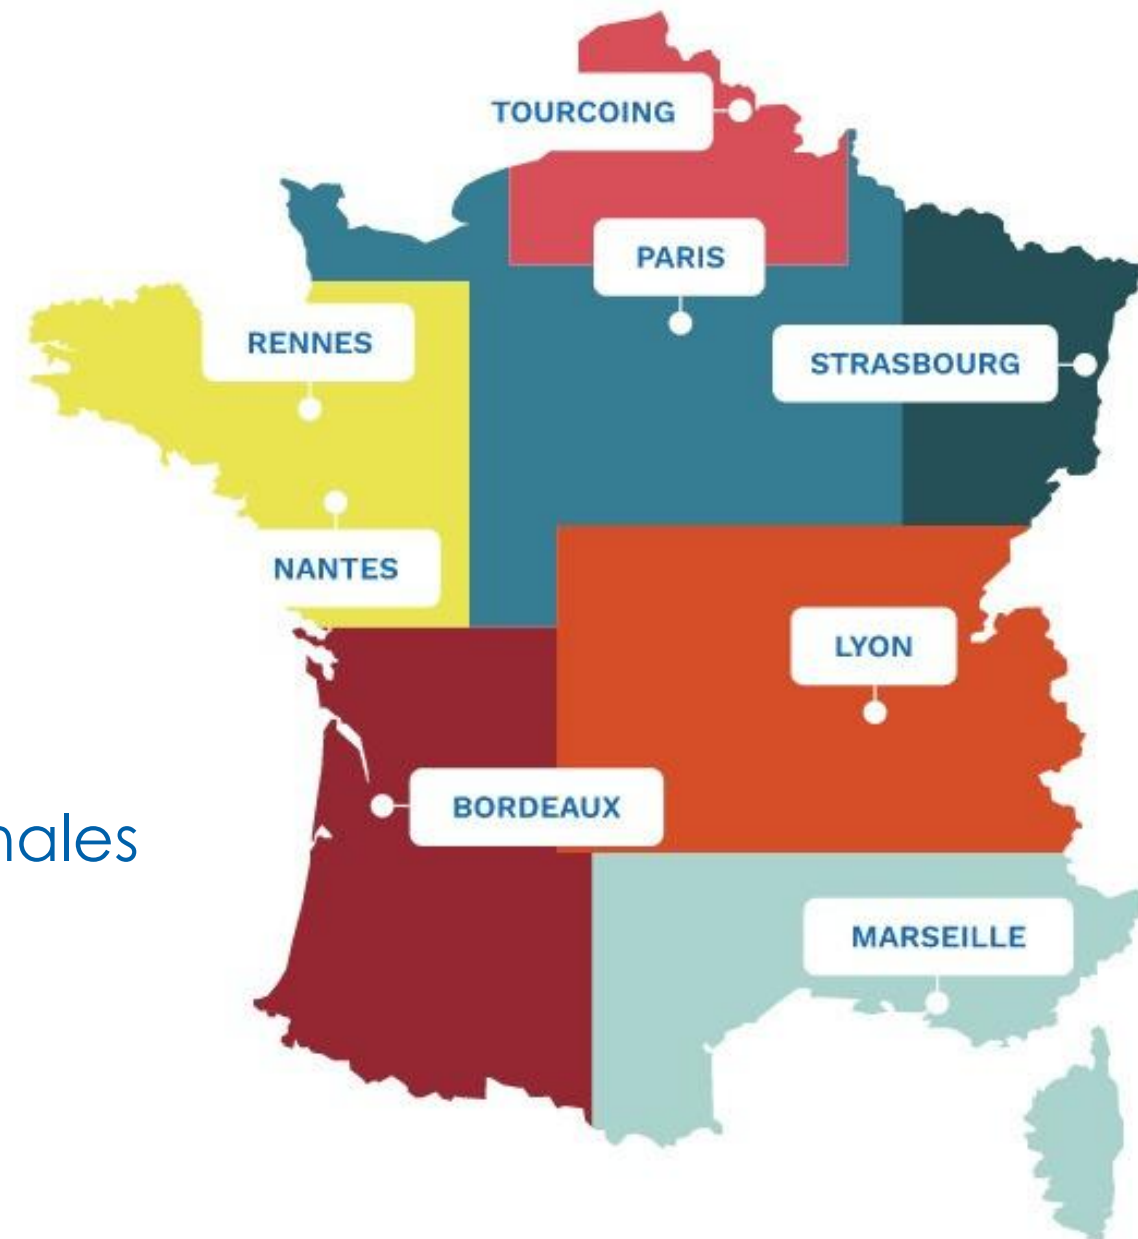 TOURCOING
PARIS
RENNES
STRASBOURG
NANTES
LYON
BORDEAUX
MARSEILLE